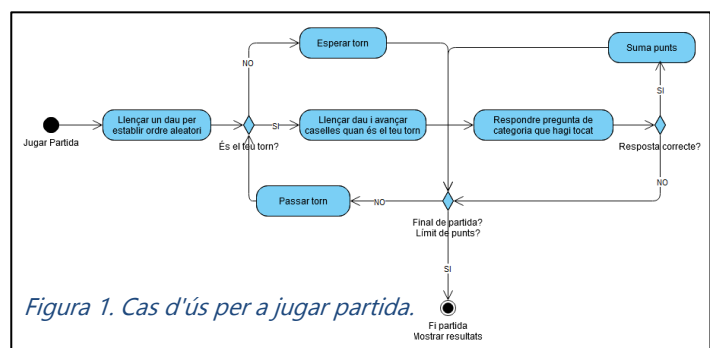 Esperar torn
Suma punts
NO
SI
Jugar Partida
Llençar un dau per
establir ordre aleatori
SI
És el teu torn?
Llençar dau i avançar
caselles quan és el teu torn
Respondre pregunta de
categoria que hagi tocat
Resposta correcte?
NO
Passar torn
NO
Final de partida?
Límit de punts?
SI
Figura 1. Cas d'ús per a jugar partida.
Fi partida
Mostrar resultats